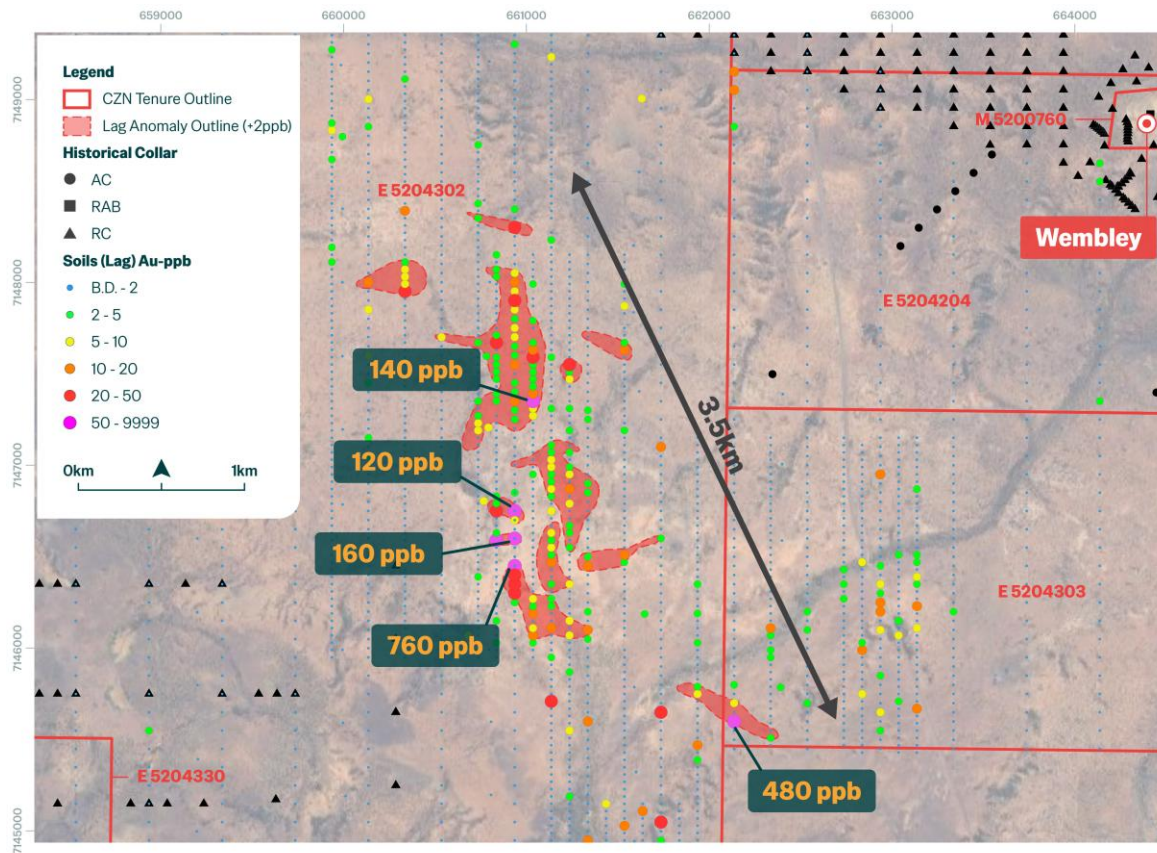 659000
660000
661000
662000
663000
664000
7149000
7148000
7147000
7146000
7145000
Legend
CZN Tenure Outline
Lag Anomaly Outline (+2ppb)
Historical Collar
AC
RAB
RC
Soils (Lag) Au-ppb
B.D. - 2
2 - 5
5 - 10
10 - 20
20 - 50
50 - 9999
0km
1km
E 5204302
M 5200760
Wembley
E 5204204
140 ppb
3.5km
120 ppb
160 ppb
E 5204303
760 ppb
E 5204330
480 ppb